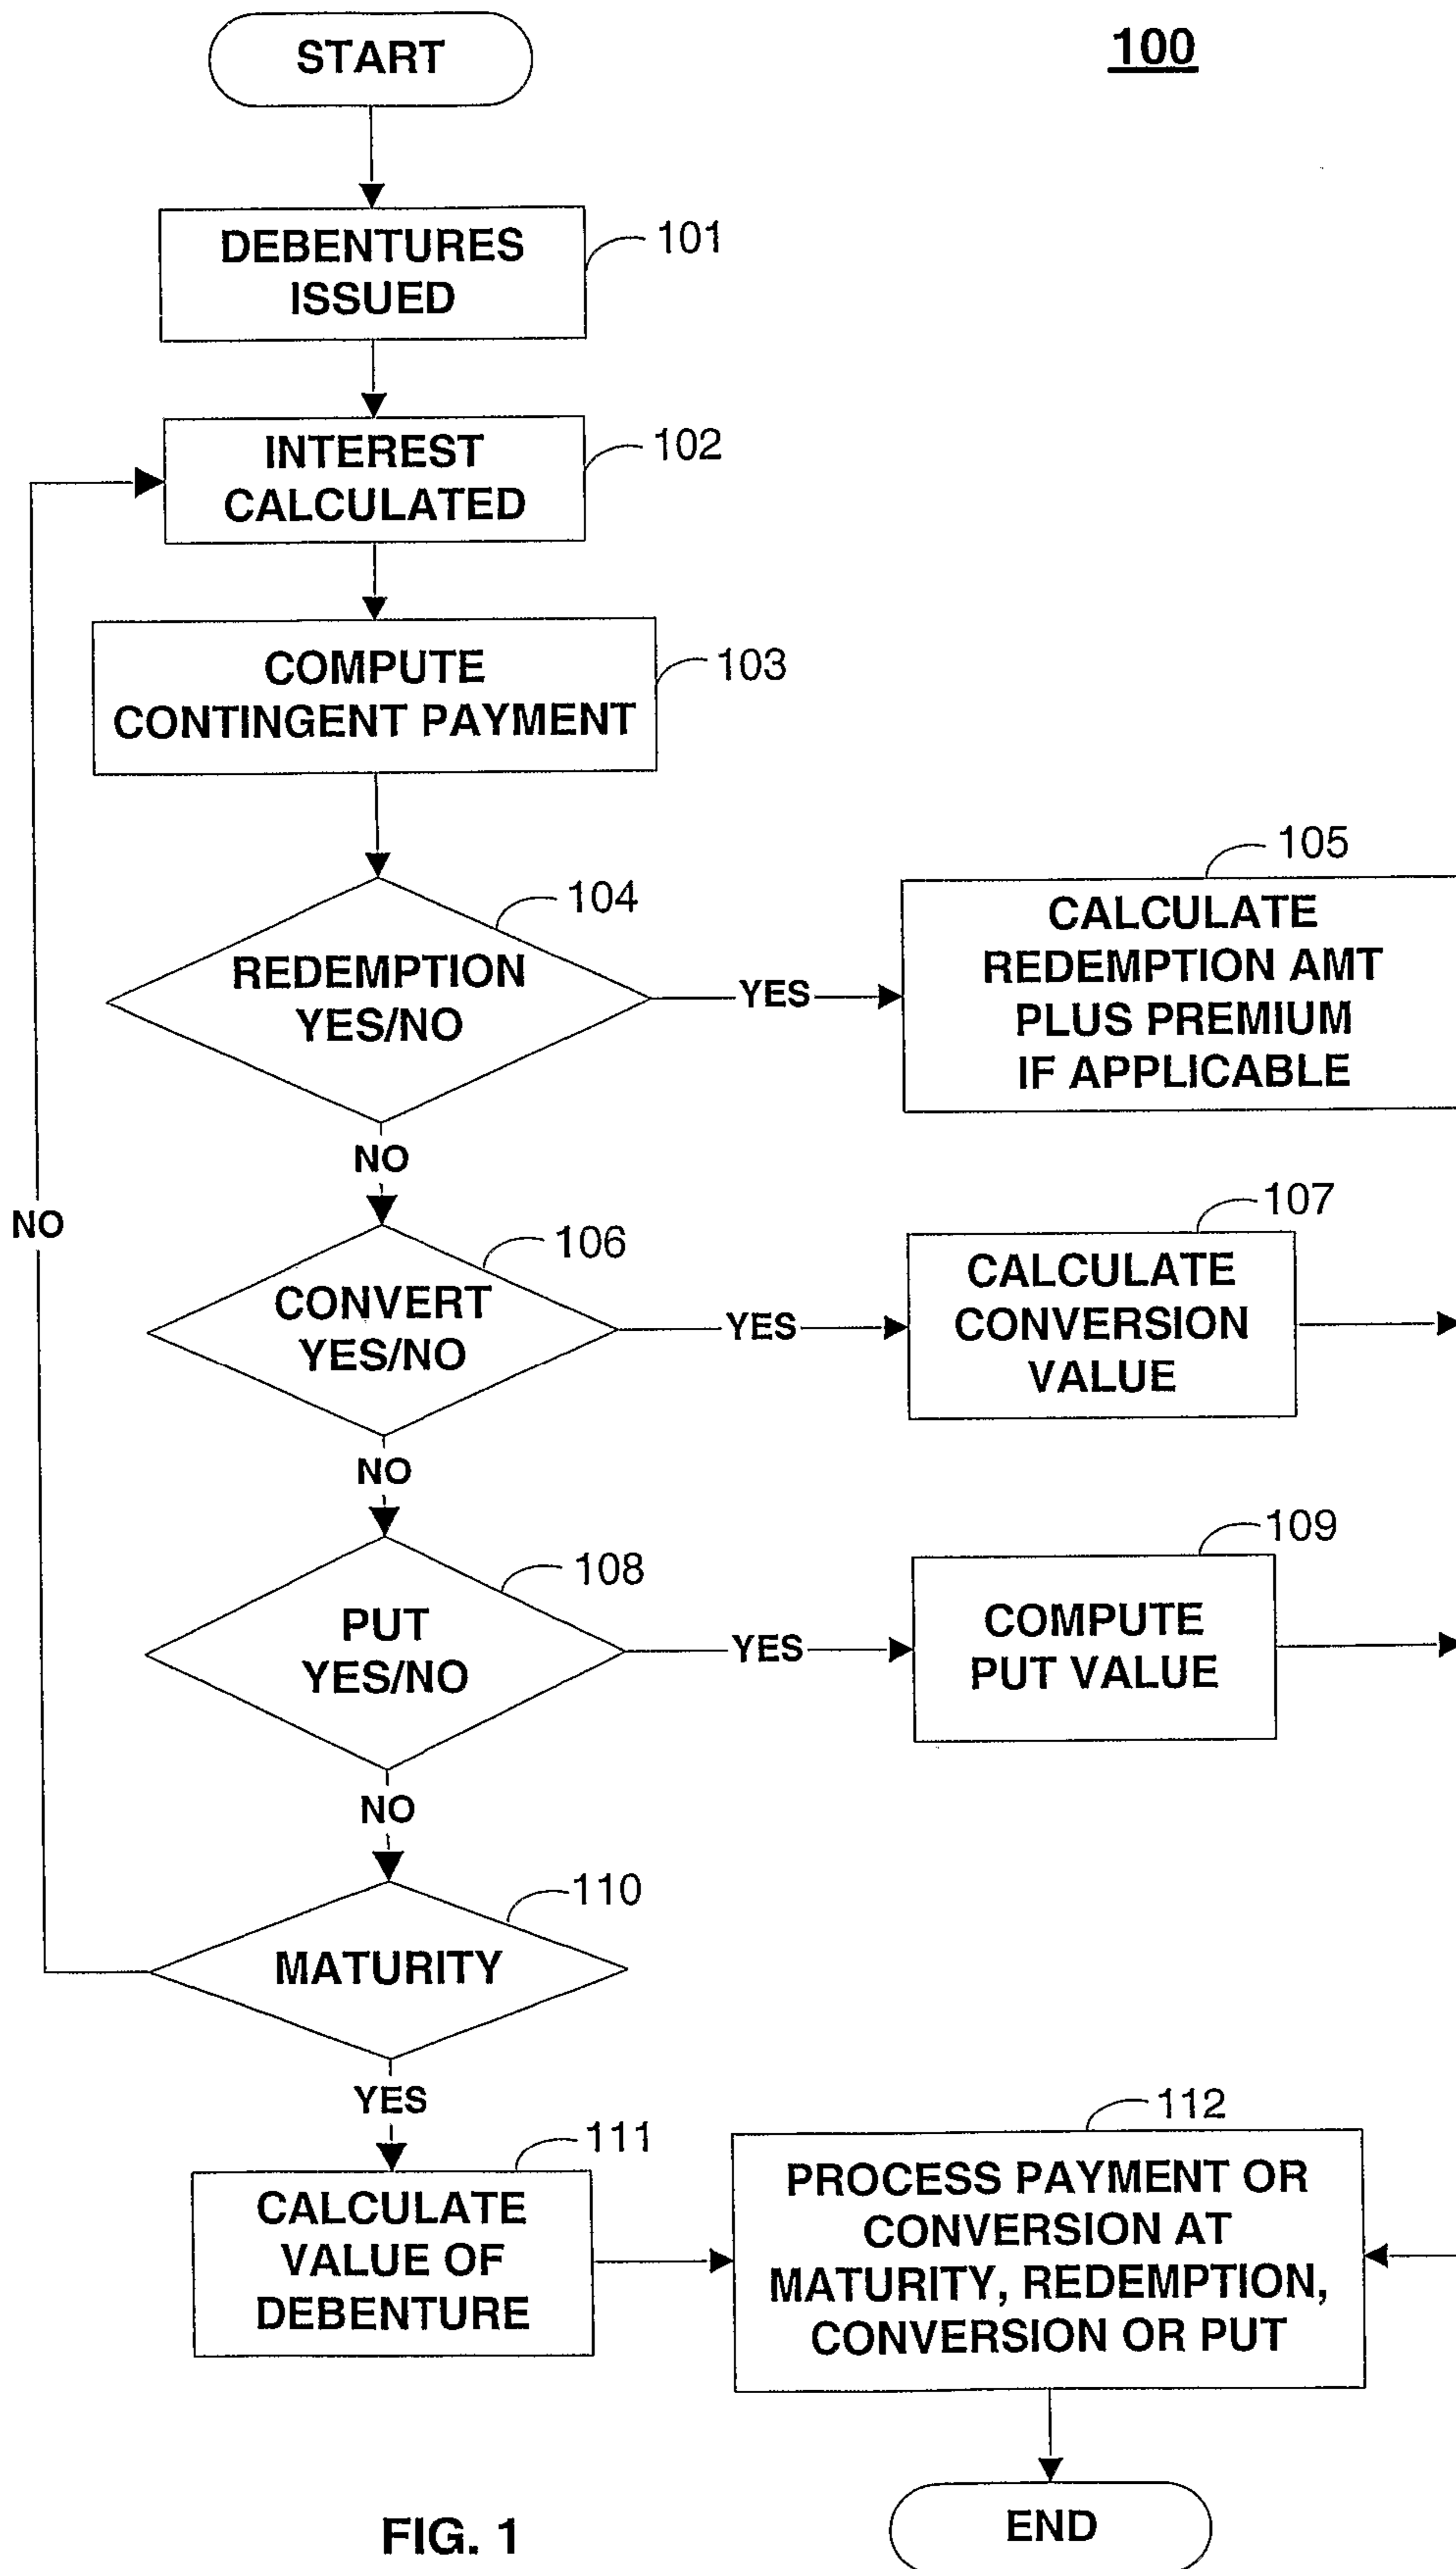 START
100
DEBENTURES
ISSUED
101
INTEREST
CALCULATED
102
COMPUTE
CONTINGENT PAYMENT
103
REDEMPTION
YES/NO
104
YES
CALCULATE
REDEMPTION AMT
PLUS PREMIUM
IF APPLICABLE
105
NO
NO
CONVERT
YES/NO
106
YES
CALCULATE
CONVERSION
VALUE
107
NO
PUT
YES/NO
108
YES
COMPUTE
PUT VALUE
109
NO
MATURITY
110
YES
CALCULATE
VALUE OF
DEBENTURE
111
PROCESS PAYMENT OR
CONVERSION AT
MATURITY, REDEMPTION,
CONVERSION OR PUT
112
END
FIG. 1